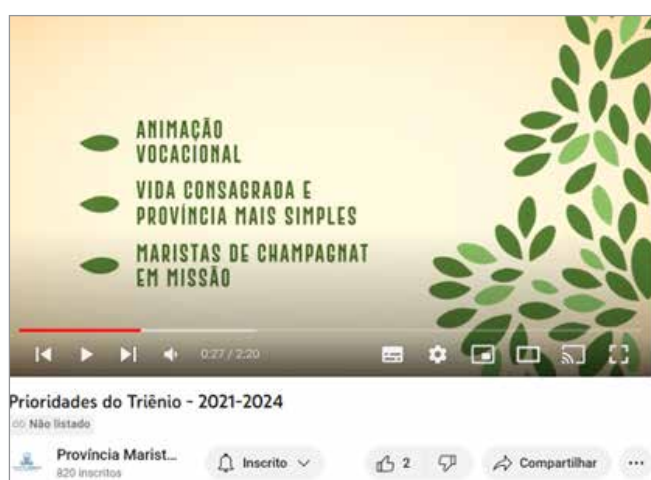 ANIMAÇÃO
VOCACIONAL
VIDA CONSAGRADA E
PROVÍNCIA MAIS SIMPLES
MARISTAS DE CHAMPAGNAT
EM MISSÃO
0:27 / 2:20
Prioridades do Triênio - 2021-2024
Não listado
Província Marist...
820 inscritos
Inscrito
2
Compartilhar